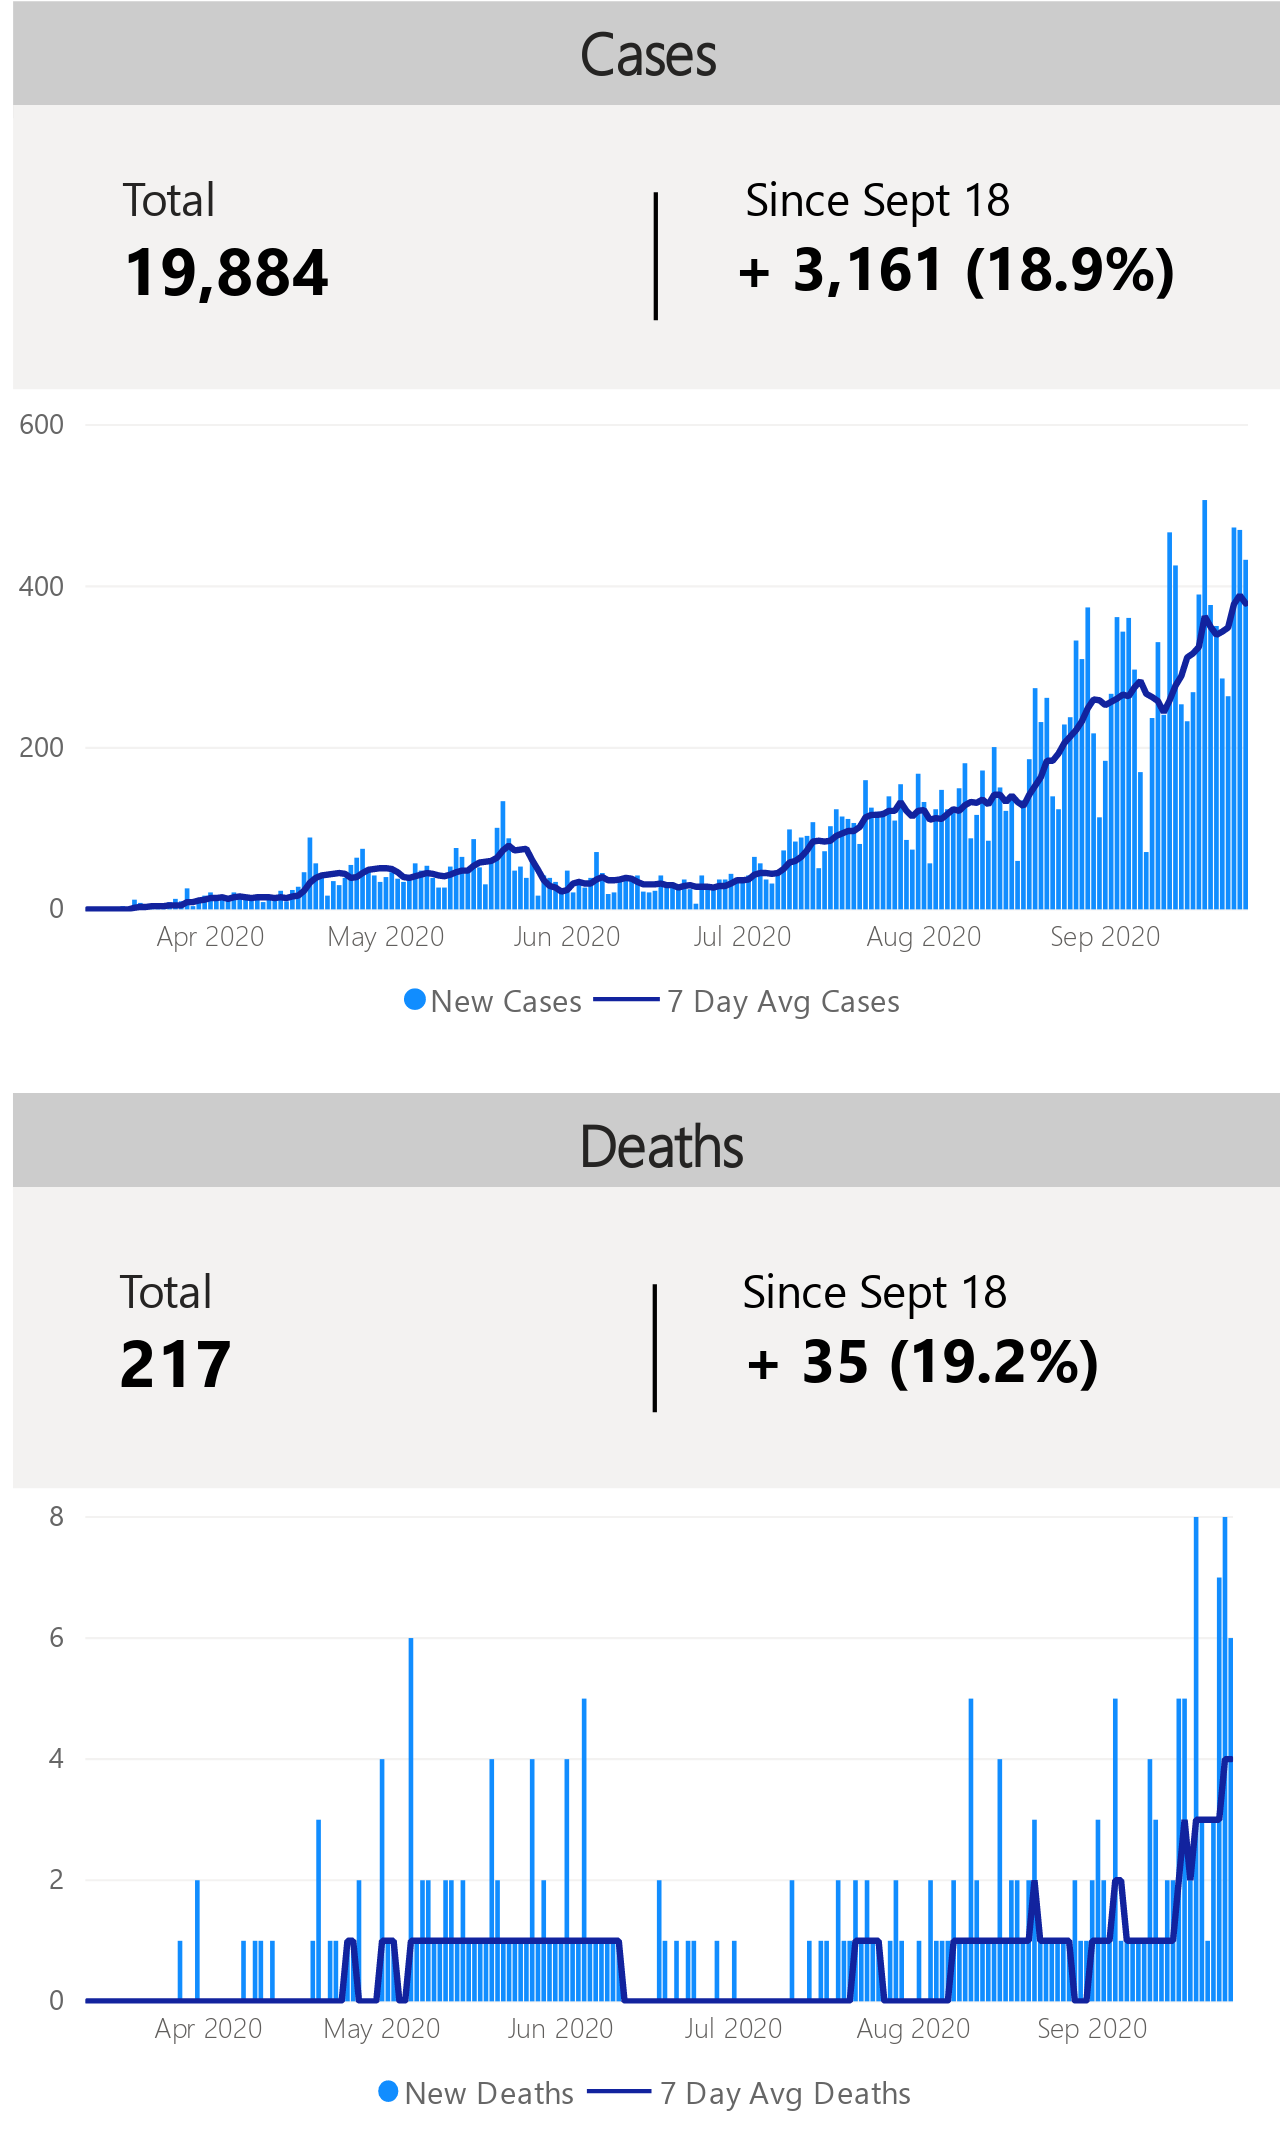 Cases
Total
Since Sept 18
19,884
+ 3,161 (18.9%)
600
400
200
0
Apr 2020 May 2020 Jun 2020 Jul 2020 Aug 2020 Sep 2020
New Cases 7 Day Avg Cases
Deaths
Total
Since Sept 18
217
+ 35 (19.2%)
8
6
4
2
0
Apr 2020 May 2020 Jun 2020 Jul 2020 Aug 2020 Sep 2020
New Deaths 7 Day Avg Deaths